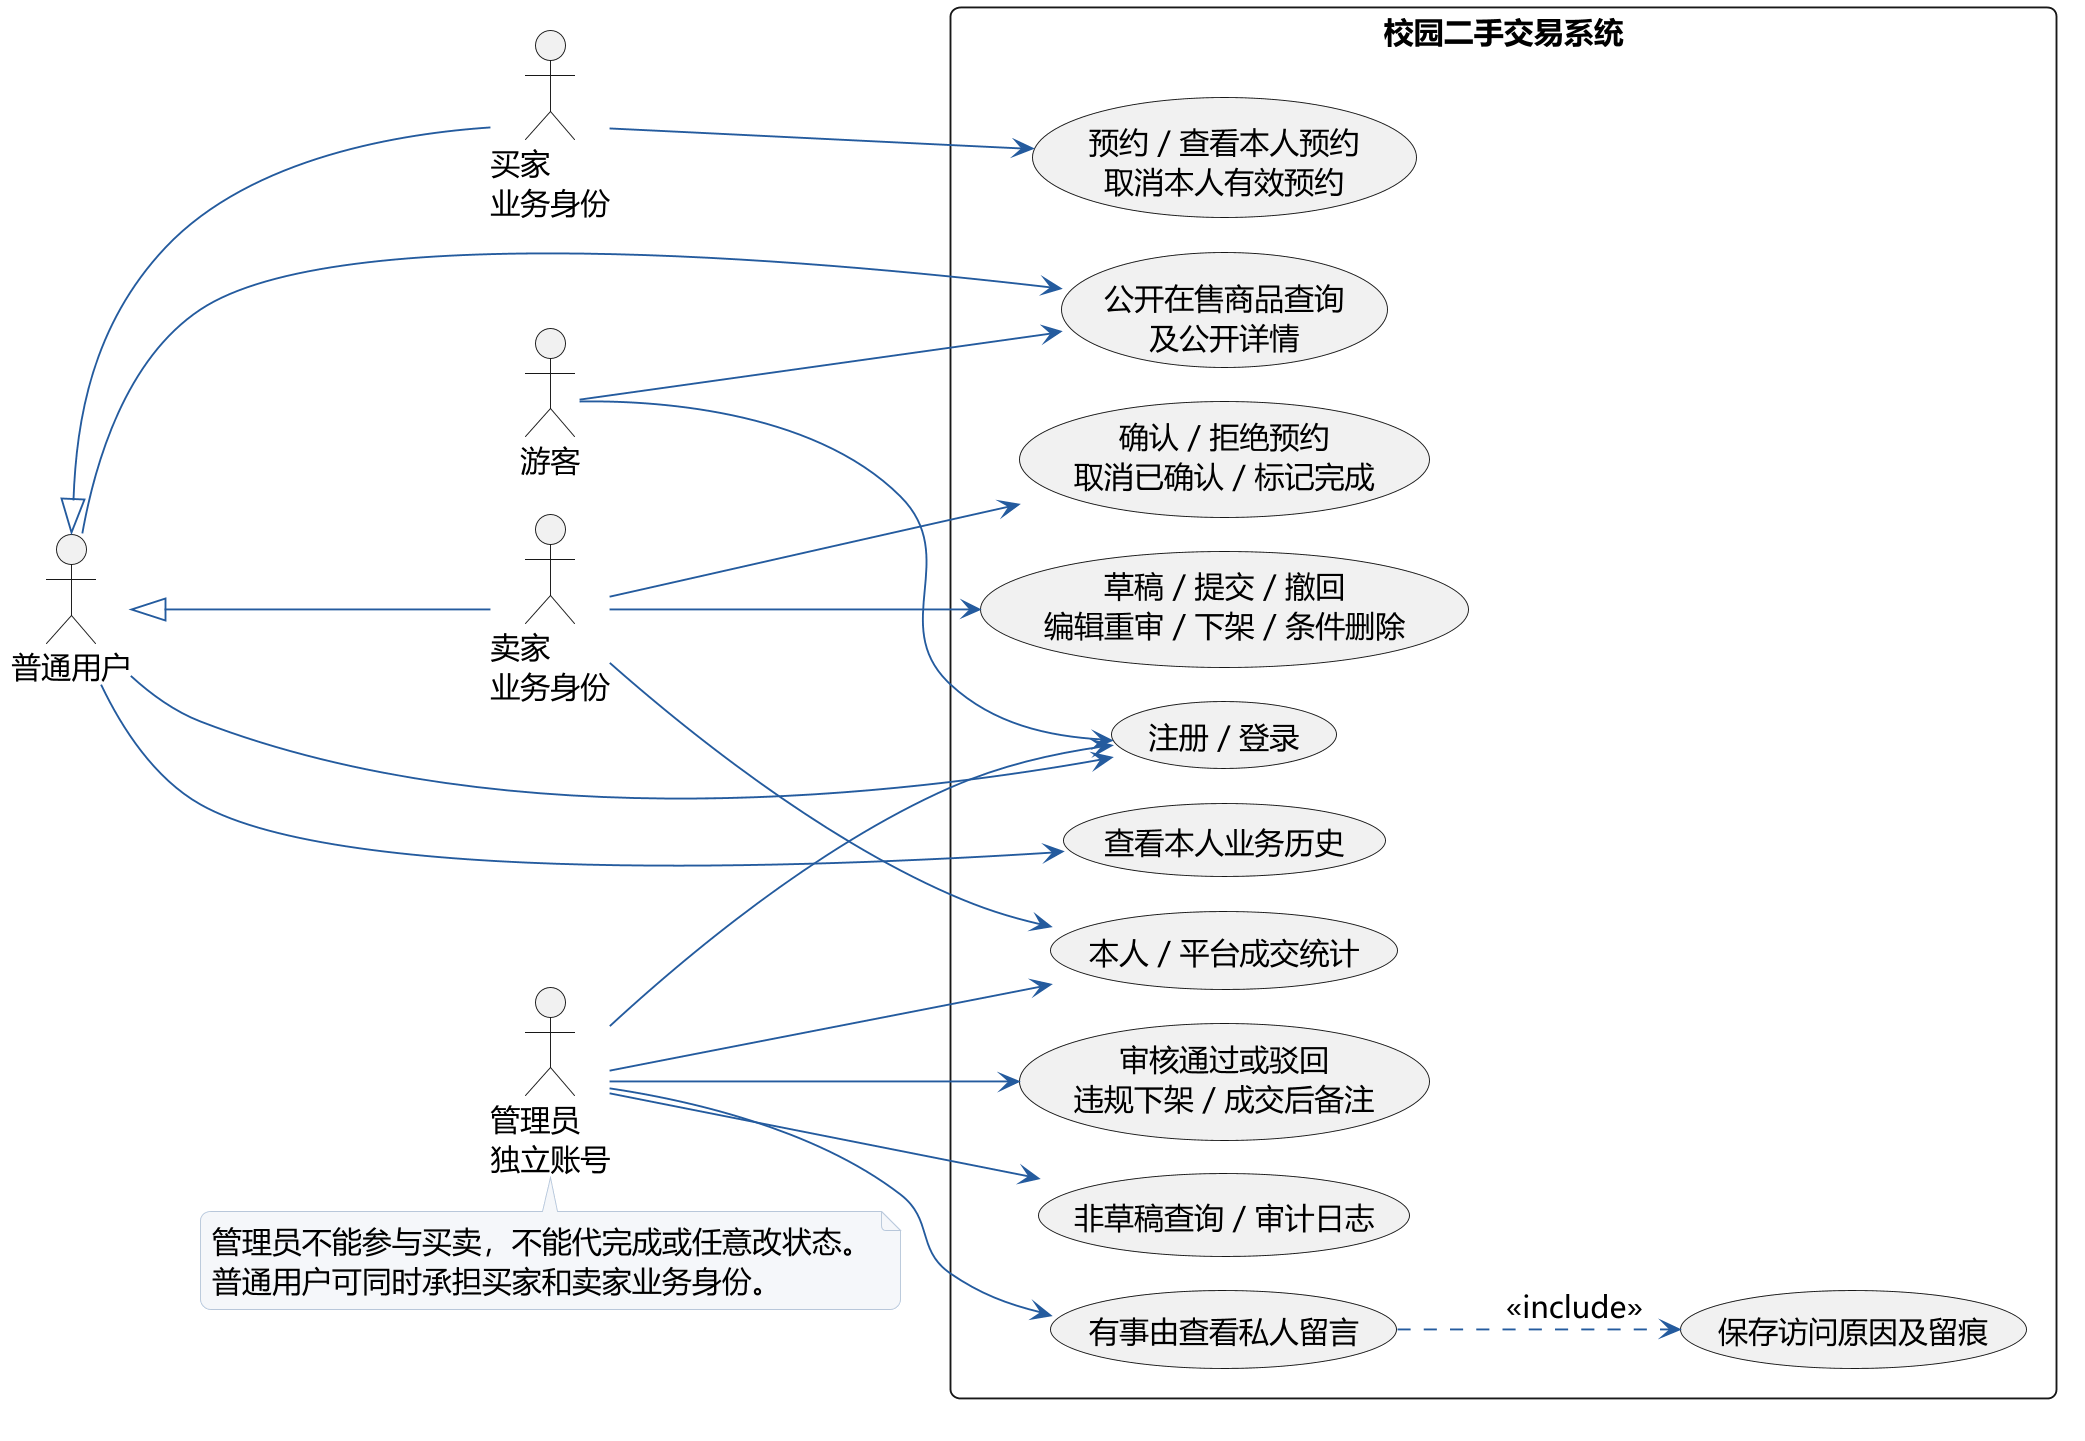 校园二手交易系统
买家
业务身份
预约 / 查看本人预约
取消本人有效预约
公开在售商品查询
及公开详情
游客
确认 / 拒绝预约
取消已确认 / 标记完成
普通用户
卖家
业务身份
草稿 / 提交 / 撤回
编辑重审 / 下架 / 条件删除
注册 / 登录
查看本人业务历史
本人 / 平台成交统计
管理员
独立账号
审核通过或驳回
违规下架 / 成交后备注
非草稿查询 / 审计日志
管理员不能参与买卖，不能代完成或任意改状态。
普通用户可同时承担买家和卖家业务身份。
有事由查看私人留言
«include»
保存访问原因及留痕